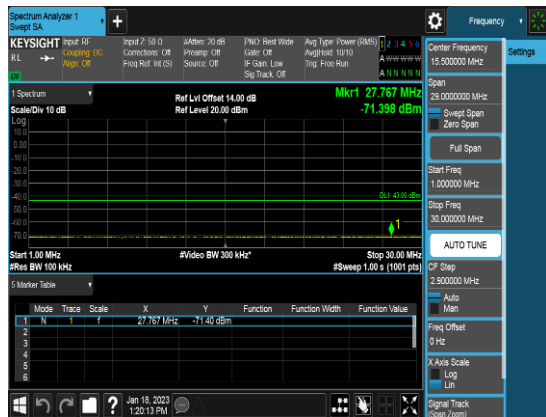 Spectrum Analyzer 1
Swept SA
Frequency
KEYSIGHT
Input: RF
Coupling: DC
Align: Off
Input Z: 50 Ω
Corrections: Off
Freq Ref: Int (S)
#Atten: 20 dB
Preamp: Off
Source: Off
PNO: Best Wide
Gate: Off
IF Gain: Low
Sig Track: Off
Avg Type: Power (RMS)
Avg|Hold: 10/10
Trig: Free Run
1 2 3 4 5 6
A W W W W W
A N N N N N
RL
LV
Settings
1 Spectrum
Scale/Div 10 dB
Ref Lvl Offset 14.00 dB
Ref Level 20.00 dBm
Mkr1 27.767 MHz
-71.398 dBm
Log
10.0
0.00
-10.0
-20.0
-30.0
-40.0
-50.0
-60.0
-70.0
DL1 -43.00 dBm
1
Start 1.00 MHz
#Res BW 100 kHz
#Video BW 300 kHz*
Stop 30.00 MHz
#Sweep 1.00 s (1001 pts)
5 Marker Table
Mode Trace Scale X Y Function Function Width Function Value
1 N 1 f 27.767 MHz -71.40 dBm
2
3
4
5
6
Center Frequency
15.500000 MHz
Span
29.0000000 MHz
Swept Span
Zero Span
Full Span
Start Freq
1.000000 MHz
Stop Freq
30.000000 MHz
AUTO TUNE
CF Step
2.900000 MHz
Auto
Man
Freq Offset
0 Hz
X Axis Scale
Log
Lin
Signal Track
(Span Zoom)
?
Jan 18, 2023
1:20:13 PM